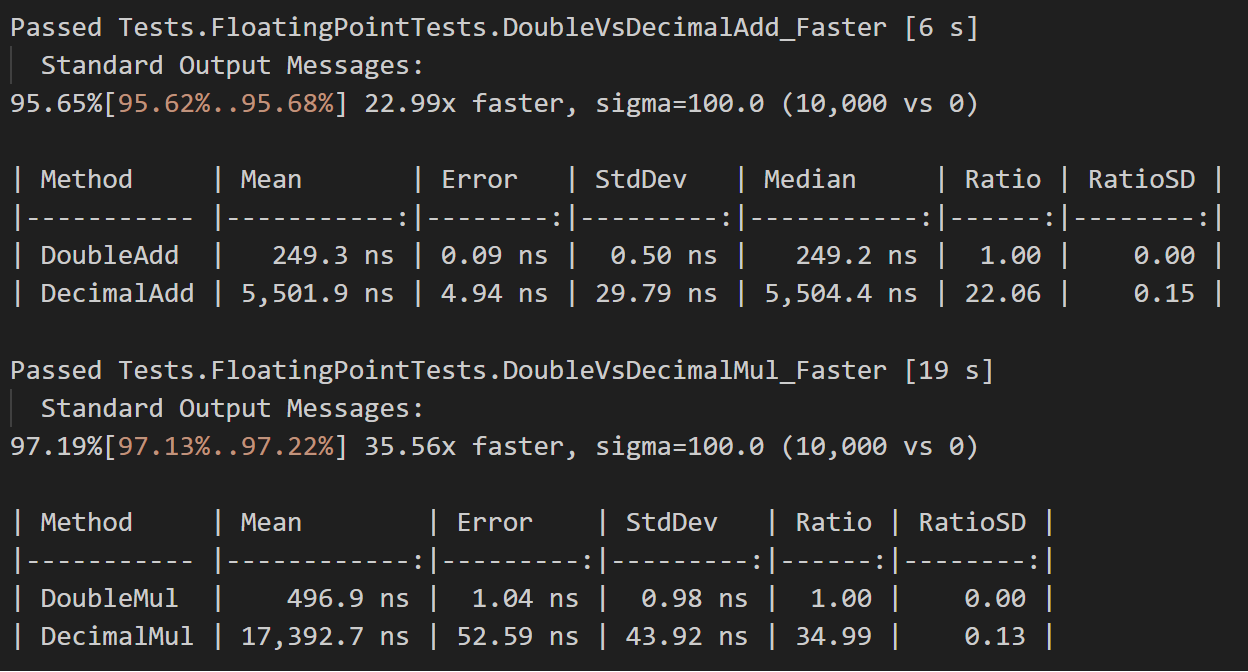 Passed Tests.FloatingPointTests.DoubleVsDecimalAdd_Faster [6 s]
Standard Output Messages:
95.65%[95.62%..95.68%] 22.99x faster, sigma=100.0 (10,000 vs 0)
| Method     | Mean       | Error   | StdDev   | Median     | Ratio | RatioSD |
|----------- |-----------:|--------:|---------:|-----------:|------:|--------:|
| DoubleAdd  |   249.3 ns | 0.09 ns |  0.50 ns |   249.2 ns |  1.00 |    0.00 |
| DecimalAdd | 5,501.9 ns | 4.94 ns | 29.79 ns | 5,504.4 ns | 22.06 |    0.15 |
Passed Tests.FloatingPointTests.DoubleVsDecimalMul_Faster [19 s]
Standard Output Messages:
97.19%[97.13%..97.22%] 35.56x faster, sigma=100.0 (10,000 vs 0)
| Method     | Mean        | Error    | StdDev   | Ratio | RatioSD |
|----------- |------------:|---------:|---------:|------:|--------:|
| DoubleMul  |    496.9 ns |  1.04 ns |  0.98 ns |  1.00 |    0.00 |
| DecimalMul | 17,392.7 ns | 52.59 ns | 43.92 ns | 34.99 |    0.13 |